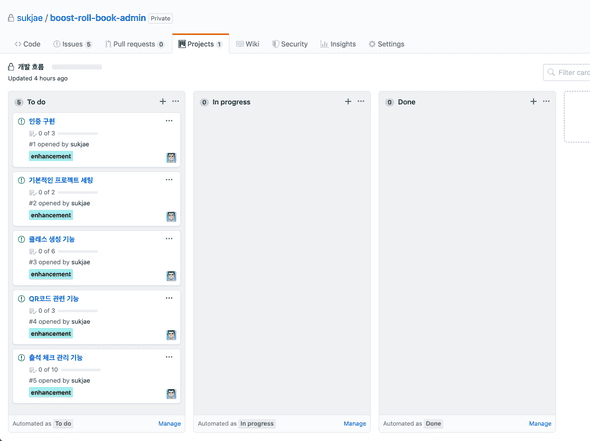 sukjae / boost-roll-book-admin Private
Code Issues 5 Pull requests 0 Projects 1 Wiki Security Insights Settings
개발 흐름
Updated 4 hours ago
Filter card
5 To do
인증 구현
0 of 3
#1 opened by sukjae
enhancement
기본적인 프로젝트 세팅
0 of 2
#2 opened by sukjae
enhancement
클래스 생성 기능
0 of 6
#3 opened by sukjae
enhancement
QR코드 관련 기능
0 of 3
#4 opened by sukjae
enhancement
출석 체크 관리 기능
0 of 10
#5 opened by sukjae
enhancement
Automated as To do Manage
0 In progress
Automated as In progress Manage
0 Done
Automated as Done Manage